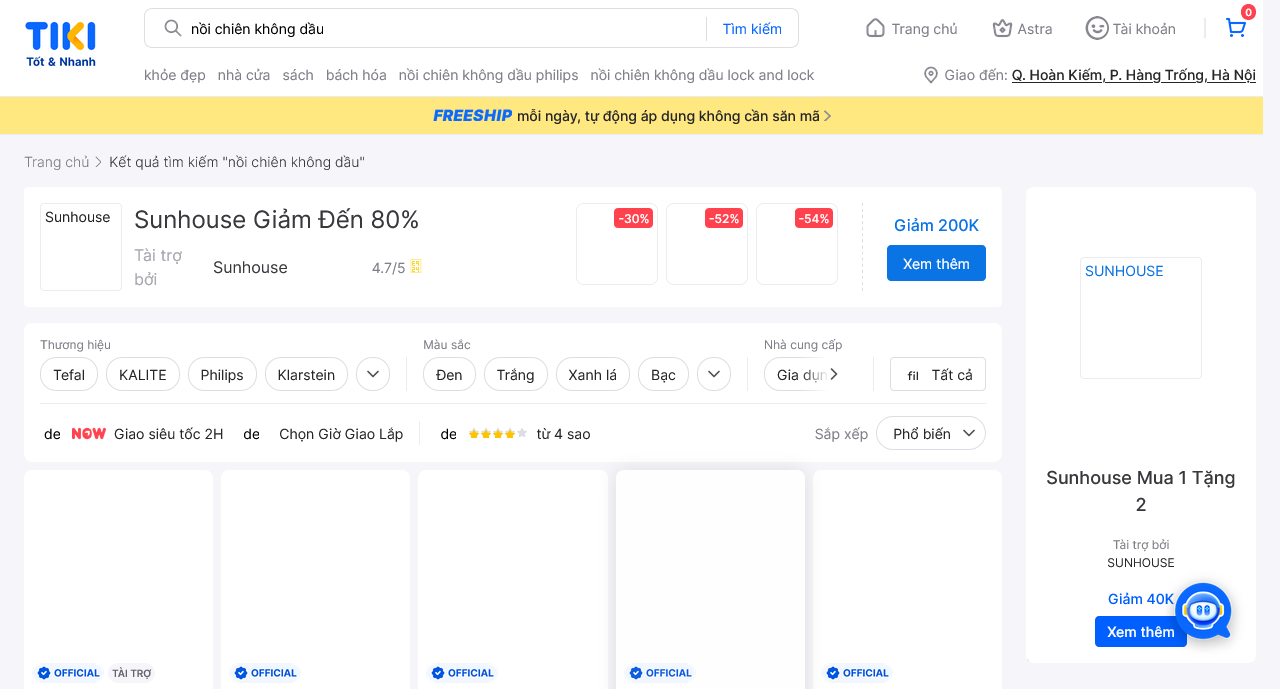 TIKI
Tốt & Nhanh
nồi chiên không dầu
Tìm kiếm
Trang chủ
Astra
Tài khoản
0
khỏe đẹp nhà cửa sách bách hóa nồi chiên không dầu philips nồi chiên không dầu lock and lock
Giao đến: Q. Hoàn Kiếm, P. Hàng Trống, Hà Nội
FREESHIP mỗi ngày, tự động áp dụng không cần săn mã
Trang chủ Kết quả tìm kiếm "nồi chiên không dầu"
Sunhouse
Sunhouse Giảm Đến 80%
Tài trợ
bởi
Sunhouse
4.7/5
-30%
-52%
-54%
Giảm 200K
Xem thêm
Thương hiệu
Tefal KALITE Philips Klarstein
Màu sắc
Đen Trắng Xanh lá Bạc
Nhà cung cấp
Gia dụn
fil Tất cả
de NOW Giao siêu tốc 2H
de Chọn Giờ Giao Lắp
de từ 4 sao
Sắp xếp Phổ biến
OFFICIAL TÀI TRỢ
OFFICIAL
OFFICIAL
OFFICIAL
OFFICIAL
SUNHOUSE
Sunhouse Mua 1 Tặng
2
Tài trợ bởi
SUNHOUSE
Giảm 40K
Xem thêm